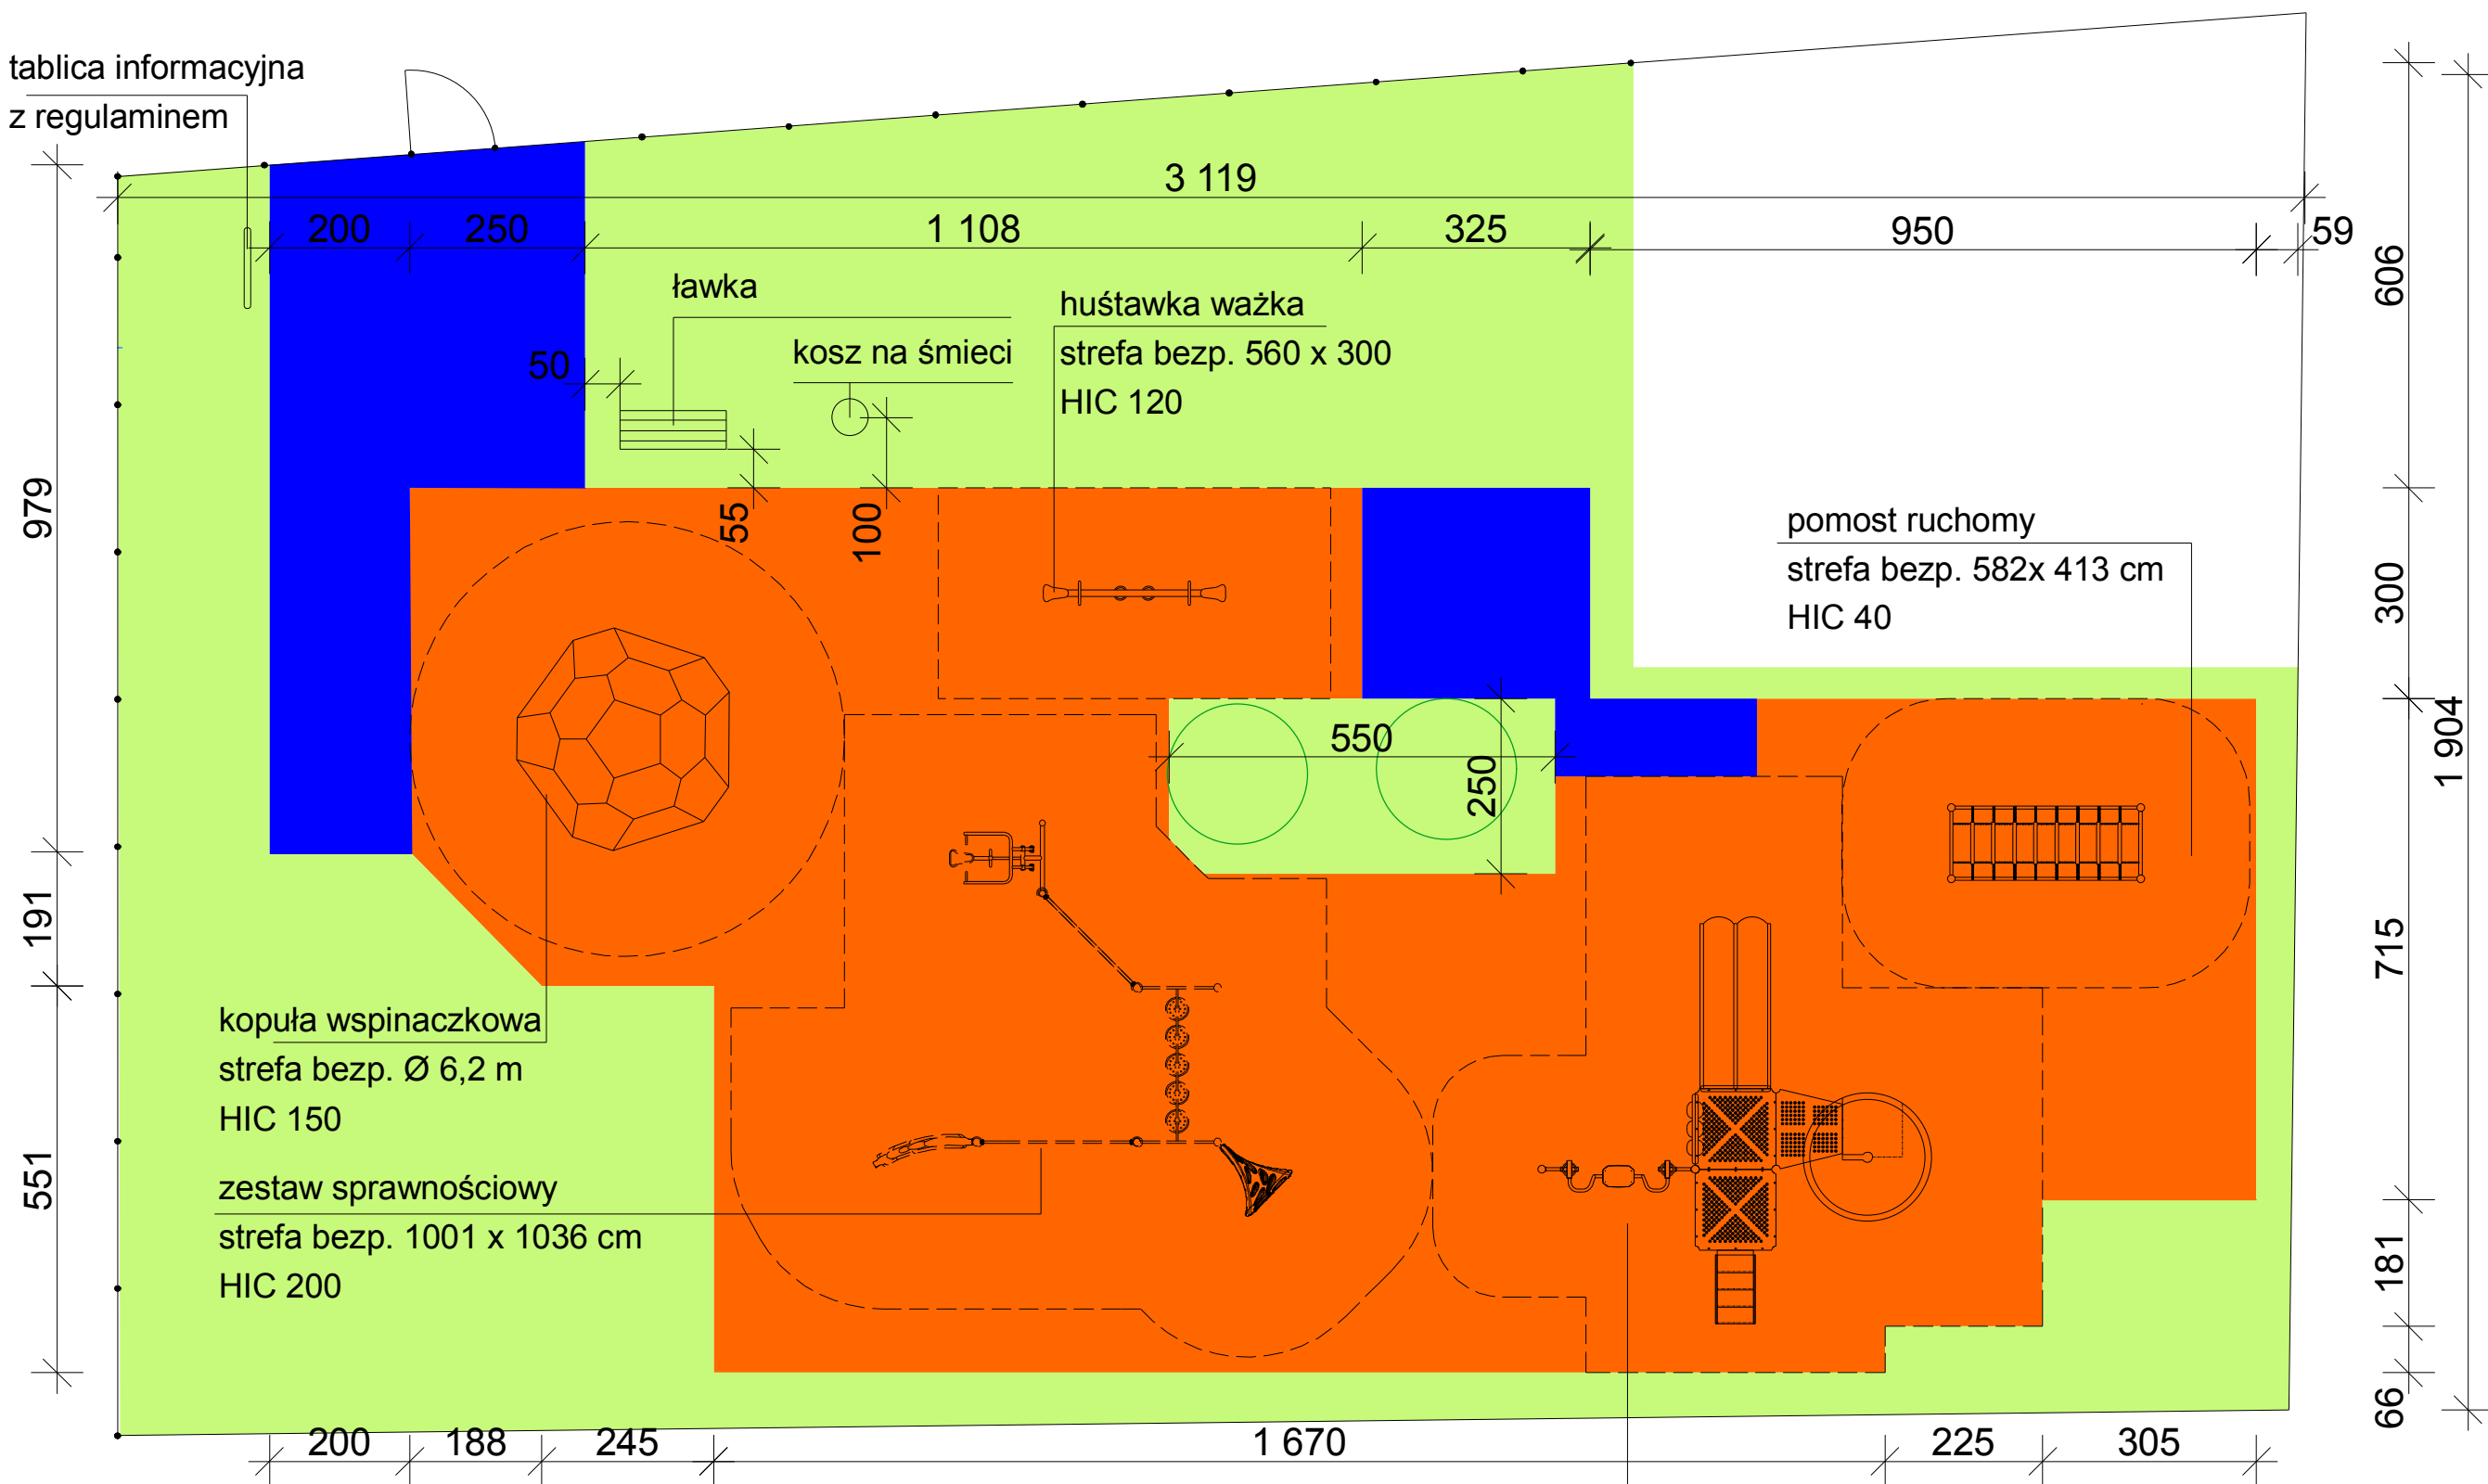 tablica informacyjna
z regulaminem
3 119
200
250
1 108
325
950
59
ławka
50
kosz na śmieci
huśtawka ważka
strefa bezp. 560 x 300
HIC 120
55
100
pomost ruchomy
strefa bezp. 582x 413 cm
HIC 40
550
250
979
191
551
606
300
715
181
66
1 904
kopuła wspinaczkowa
strefa bezp. Ø 6,2 m
HIC 150
zestaw sprawnościowy
strefa bezp. 1001 x 1036 cm
HIC 200
200
188
245
1 670
225
305